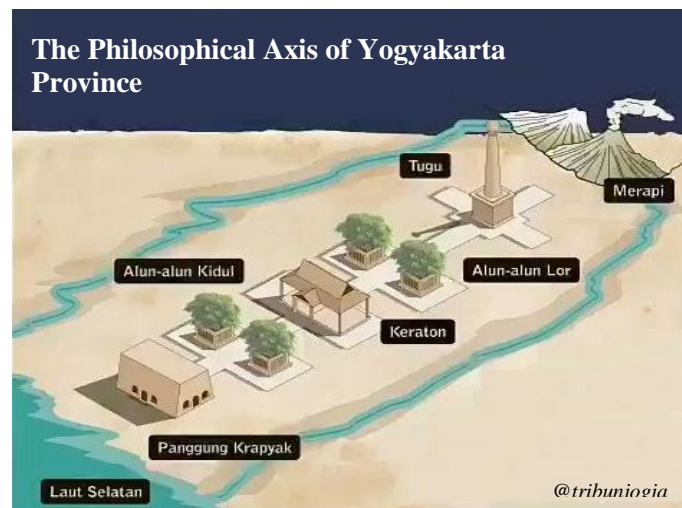 The Philosophical Axis of Yogyakarta
Province
Tugu
Merapi
Alun-alun Kidul
Alun-alun Lor
Keraton
Panggung Krapyak
Laut Selatan
@tribunjogja